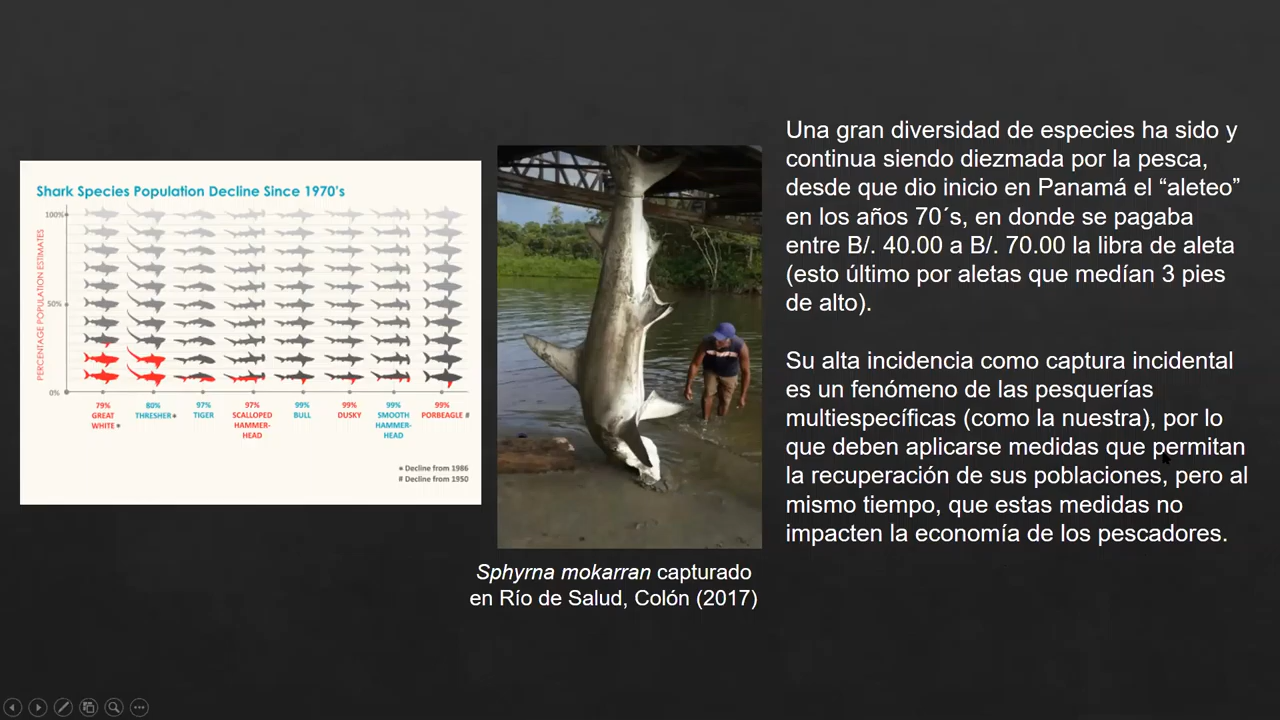 Shark Species Population Decline Since 1970's
PERCENTAGE POPULATION ESTIMATES
100%
50%
0%
79%
GREAT
WHITE*
80%
THRESHER*
97%
TIGER
97%
SCALLOPED
HAMMER-
HEAD
99%
BULL
99%
DUSKY
99%
SMOOTH
HAMMER-
HEAD
99%
PORBEAGLE #
* Decline from 1986
# Decline from 1950
Sphyrna mokarran capturado
en Río de Salud, Colón (2017)
Una gran diversidad de especies ha sido y
continua siendo diezmada por la pesca,
desde que dio inicio en Panamá el “aleteo”
en los años 70´s, en donde se pagaba
entre B/. 40.00 a B/. 70.00 la libra de aleta
(esto último por aletas que medían 3 pies
de alto).
Su alta incidencia como captura incidental
es un fenómeno de las pesquerías
multiespecíficas (como la nuestra), por lo
que deben aplicarse medidas que permitan
la recuperación de sus poblaciones, pero al
mismo tiempo, que estas medidas no
impacten la economía de los pescadores.